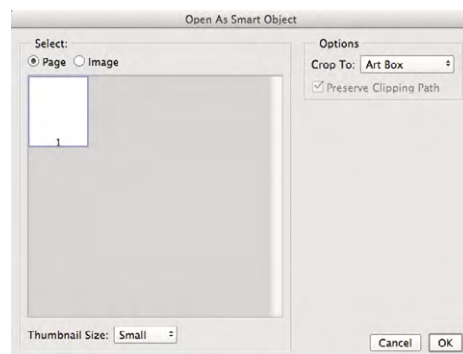 Open As Smart Object
Select:
Page Image
1
Thumbnail Size: Small
Options
Crop To: Art Box
Preserve Clipping Path
Cancel OK